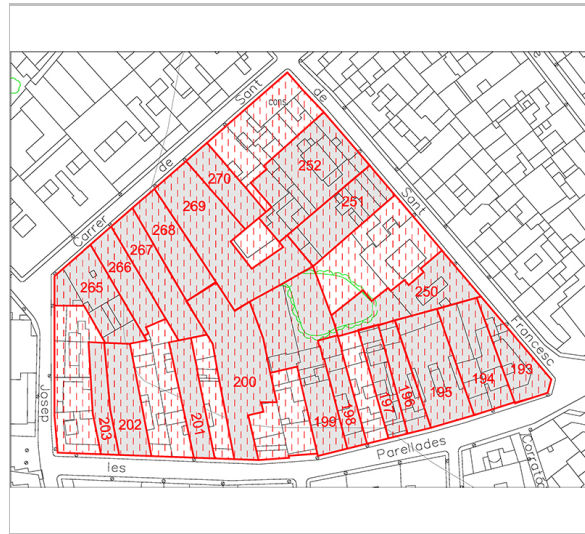 Sant
de
cons.
de
Carrer
270
252
269
251
Sant
268
267
266
265
250
Francesc
200
193
194
195
196
197
198
199
201
202
203
Josep
les
Parellades